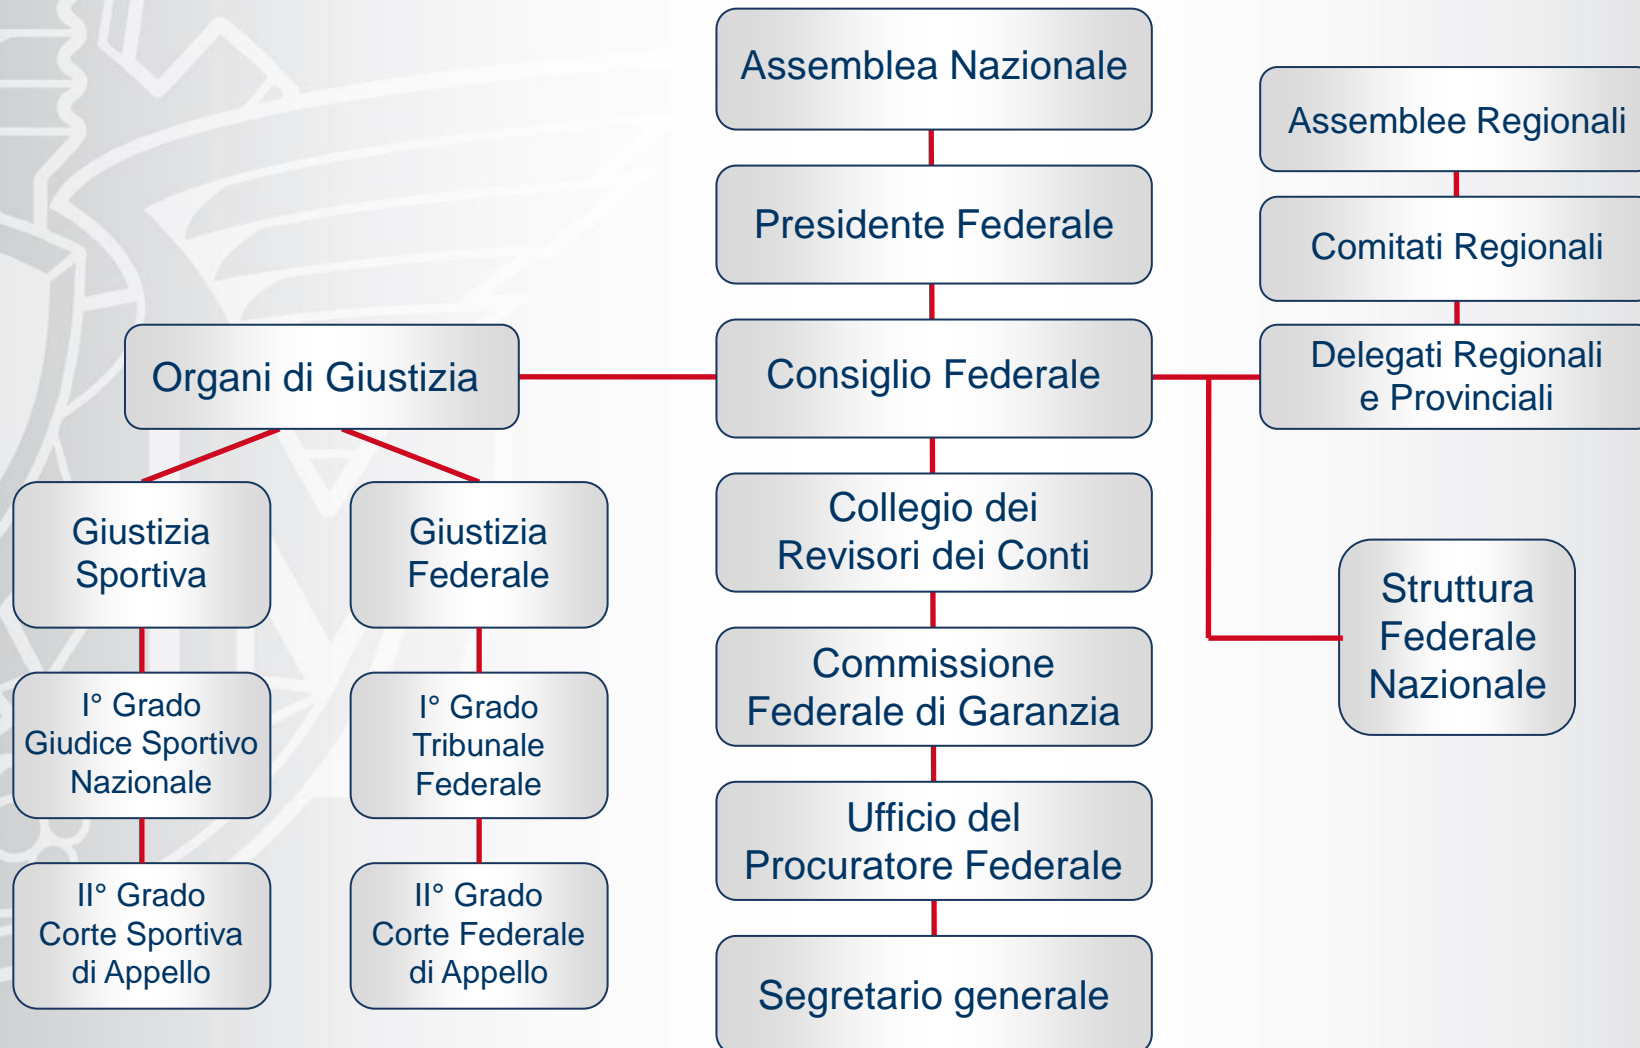 Assemblea Nazionale
Presidente Federale
Consiglio Federale
Collegio dei
Revisori dei Conti
Commissione
Federale di Garanzia
Ufficio del
Procuratore Federale
Segretario generale
Organi di Giustizia
Giustizia
Sportiva
I° Grado
Giudice Sportivo
Nazionale
II° Grado
Corte Sportiva
di Appello
Giustizia
Federale
I° Grado
Tribunale
Federale
II° Grado
Corte Federale
di Appello
Assemblee Regionali
Comitati Regionali
Delegati Regionali
e Provinciali
Struttura
Federale
Nazionale